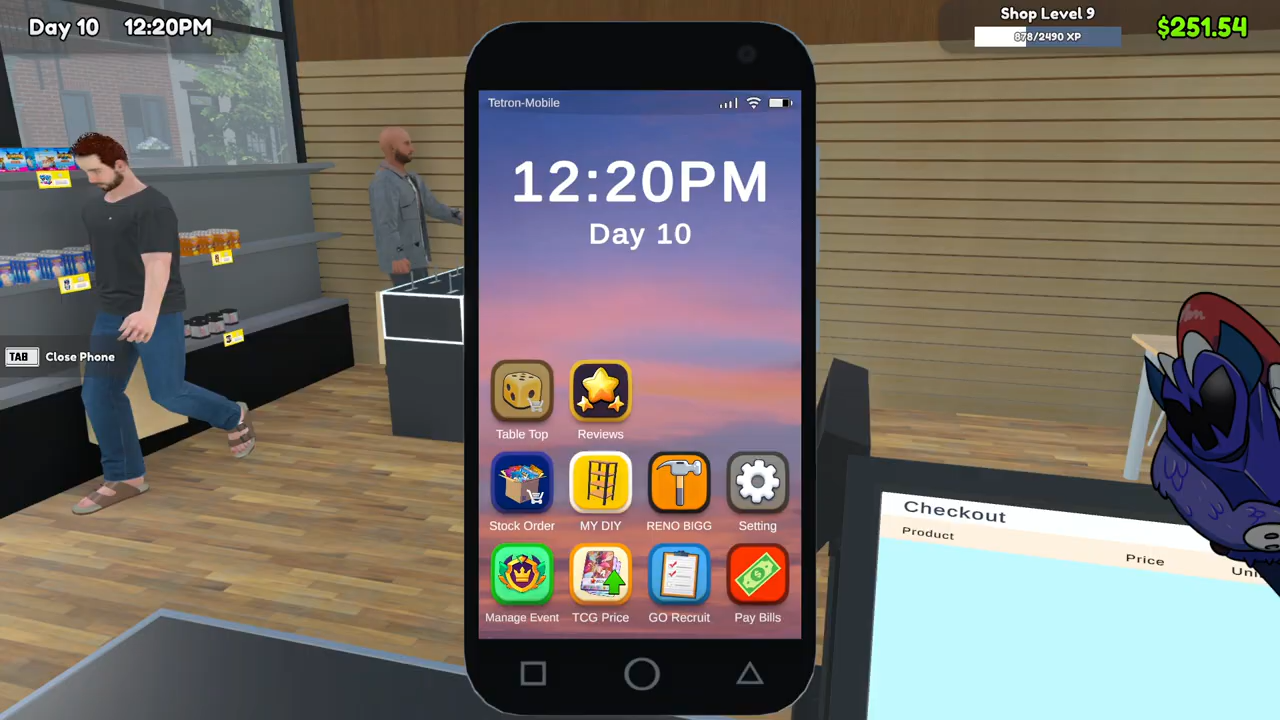 Day 10 12:20PM
Shop Level 9
878/2490 XP
$251.54
Tetron-Mobile
12:20PM
Day 10
TAB Close Phone
Table Top
Reviews
Stock Order
MY DIY
RENO BIGG
Setting
Manage Event
TCG Price
GO Recruit
Pay Bills
Checkout
Product
Price
Uni